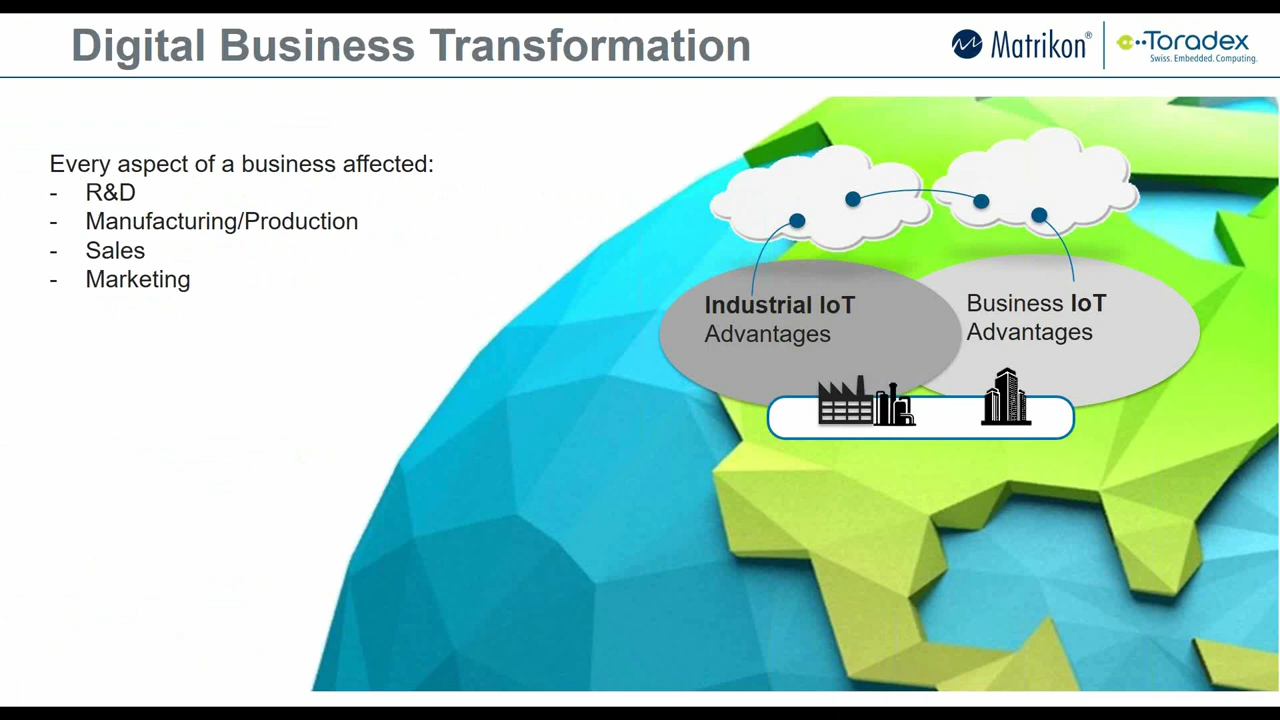 Digital Business Transformation
Matrikon®
Toradex
Swiss. Embedded. Computing.
Every aspect of a business affected:
- R&D
- Manufacturing/Production
- Sales
- Marketing
Industrial IoT
Advantages
Business IoT
Advantages